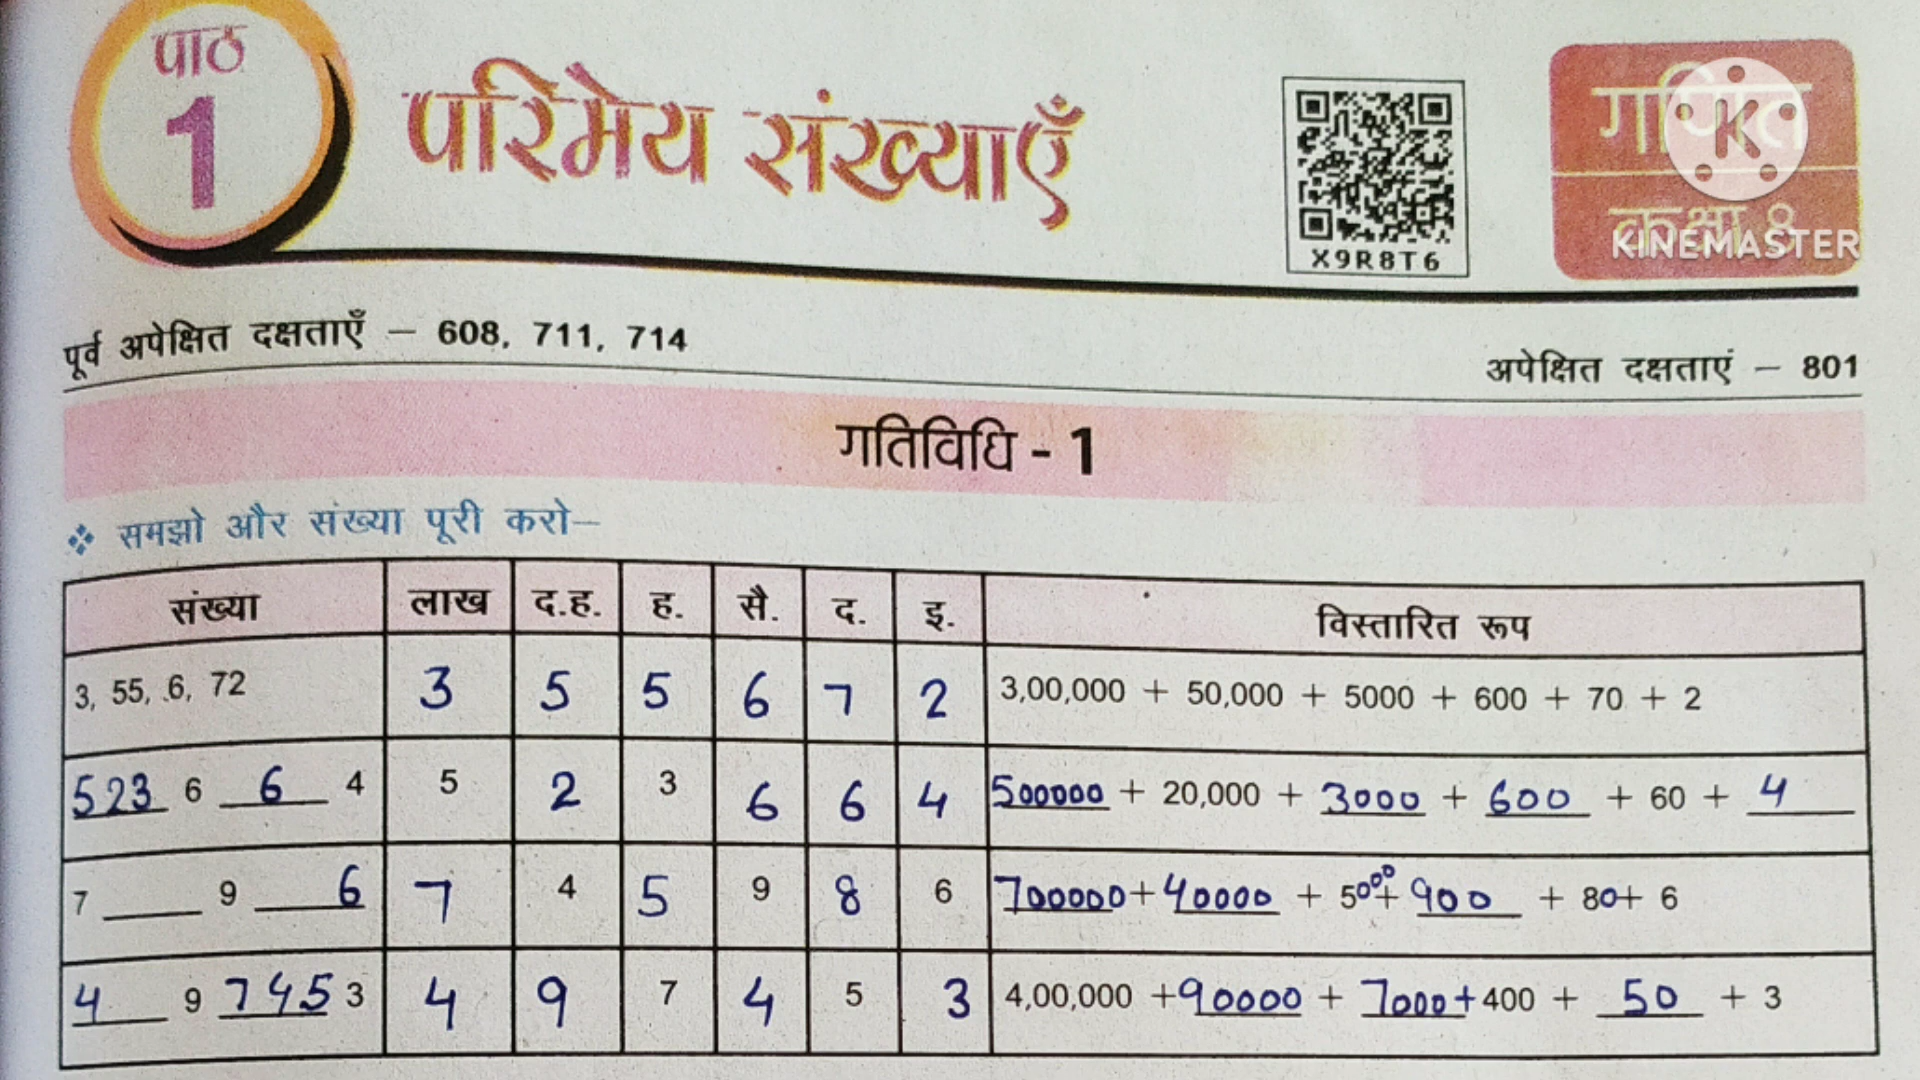 पाठ
1
परिमेय संख्याएँ
X9R8T6
गणित
कक्षा 8
KINEMASTER
पूर्व अपेक्षित दक्षताएँ – 608, 711, 714
अपेक्षित दक्षताएं – 801
गतिविधि - 1
❖ समझो और संख्या पूरी करो–
संख्या लाख द.ह. ह. सै. द. इ. विस्तारित रूप
3, 55, 6, 72 3 5 5 6 7 2 3,00,000 + 50,000 + 5000 + 600 + 70 + 2
523 6 6 4 5 2 3 6 6 4 500000 + 20,000 + 3000 + 600 + 60 + 4
7 ____ 9 ____ 6 7 4 5 9 8 6 700000 + 40000 + 5000 + 900 + 80 + 6
4 9 745 3 4 9 7 4 5 3 4,00,000 + 90000 + 7000 + 400 + 50 + 3